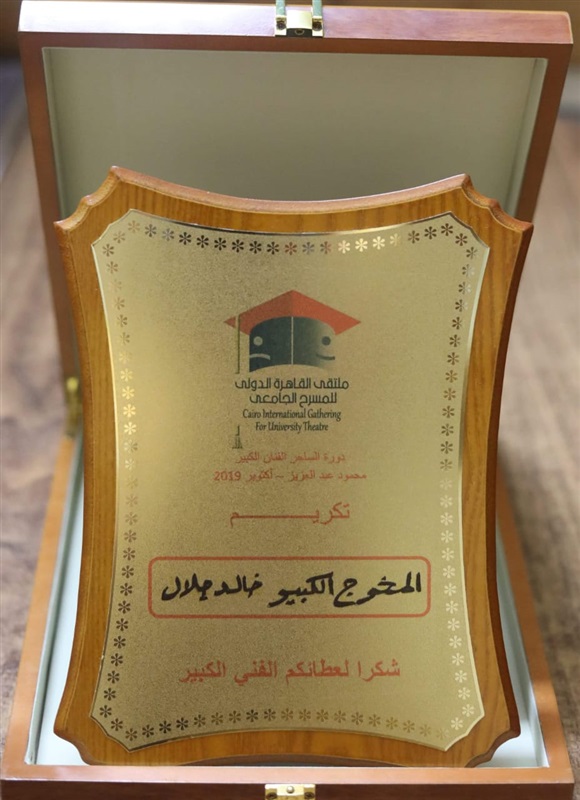 ملتقى القاهرة الدولى
للمسرح الجامعى
Cairo International Gathering
For University Theatre
دورة الساحر الفنان الكبير
محمود عبد العزيز - أكتوبر 2019
تكريــــــــــم
المخرج الكبير خالد جلال
شكرا لعطائكم الفني الكبير